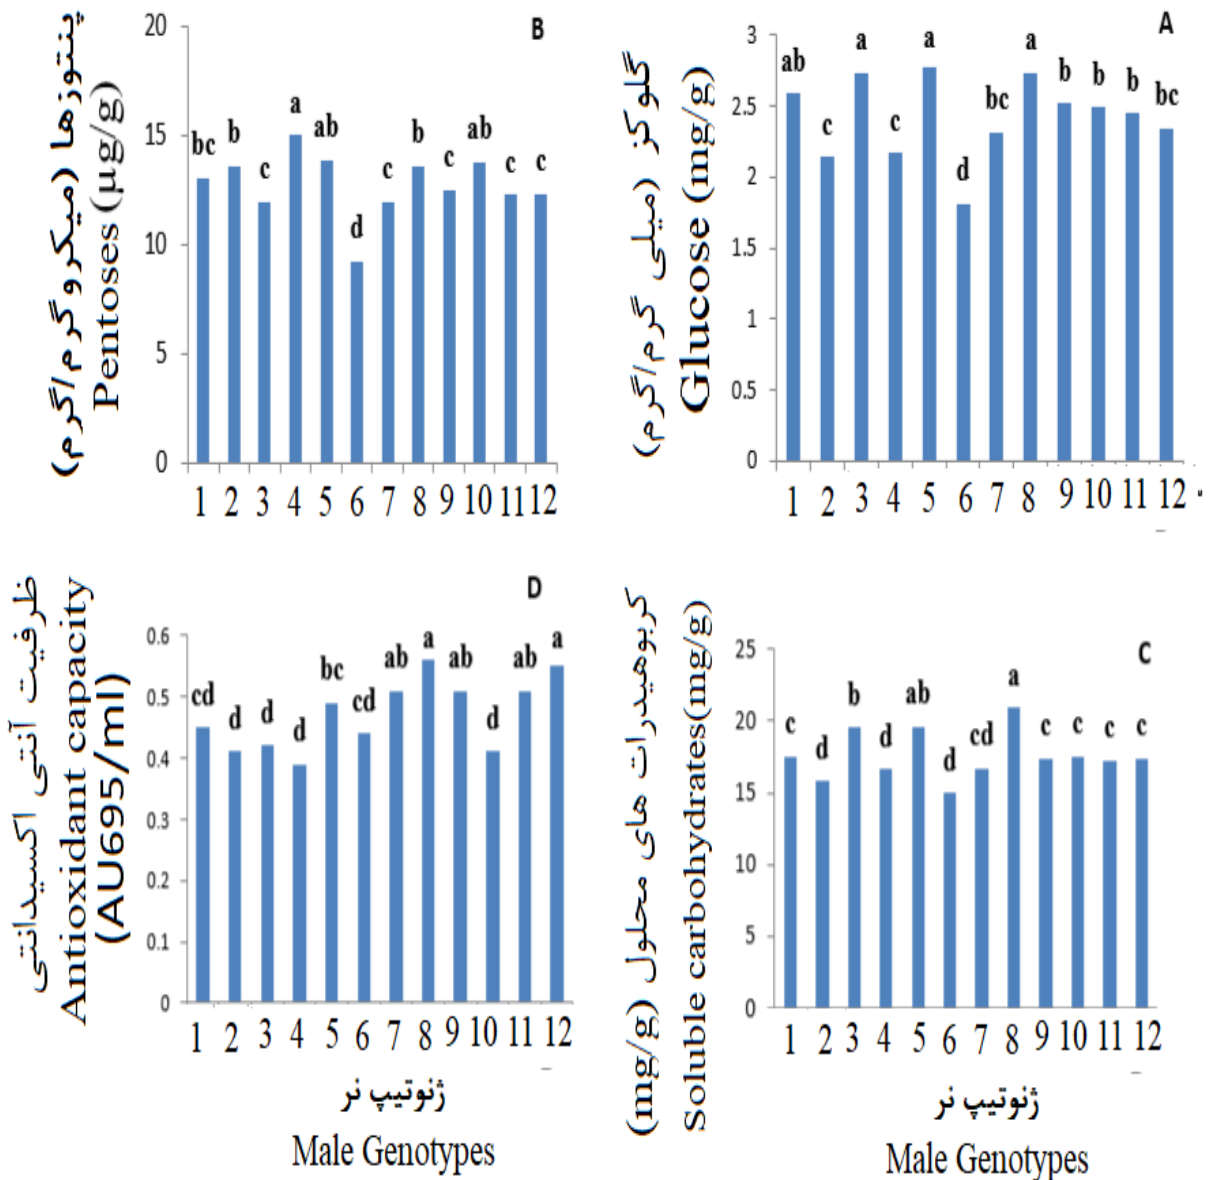 B
پنتوزها (میکرو گرم/گرم)
Pentoses (µg/g)
20
15
10
5
0
bc b c a ab d c b c ab c c
1 2 3 4 5 6 7 8 9 10 11 12
A
گلوکز (میلی گرم/گرم)
Glucose (mg/g)
3
2.5
2
1.5
1
0.5
0
ab c a c a d bc a b b b bc
1 2 3 4 5 6 7 8 9 10 11 12
D
ظرفیت آنتی اکسیدانتی
Antioxidant capacity
(AU695/ml)
0.6
0.5
0.4
0.3
0.2
0.1
0
cd d d d bc cd ab a ab d ab a
1 2 3 4 5 6 7 8 9 10 11 12
ژنوتیپ نر
Male Genotypes
C
کربوهیدرات های محلول (mg/g)
Soluble carbohydrates(mg/g)
25
20
15
10
5
0
c d b d ab d cd a c c c c
1 2 3 4 5 6 7 8 9 10 11 12
ژنوتیپ نر
Male Genotypes